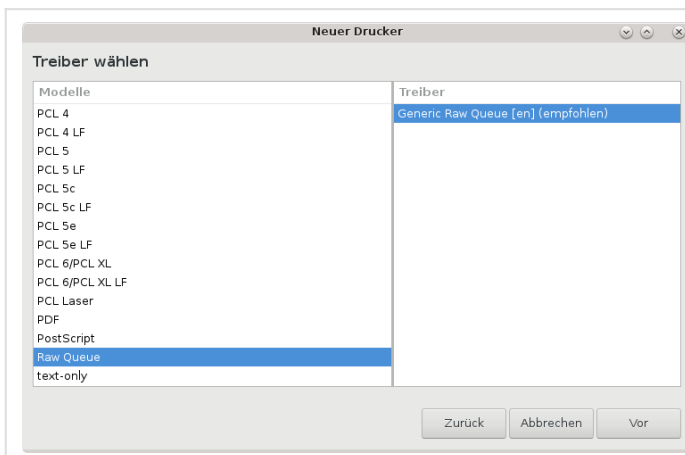 Neuer Drucker
Treiber wählen
Modelle
PCL 4
PCL 4 LF
PCL 5
PCL 5 LF
PCL 5c
PCL 5c LF
PCL 5e
PCL 5e LF
PCL 6/PCL XL
PCL 6/PCL XL LF
PCL Laser
PDF
PostScript
Raw Queue
text-only
Treiber
Generic Raw Queue [en] (empfohlen)
Zurück Abbrechen Vor